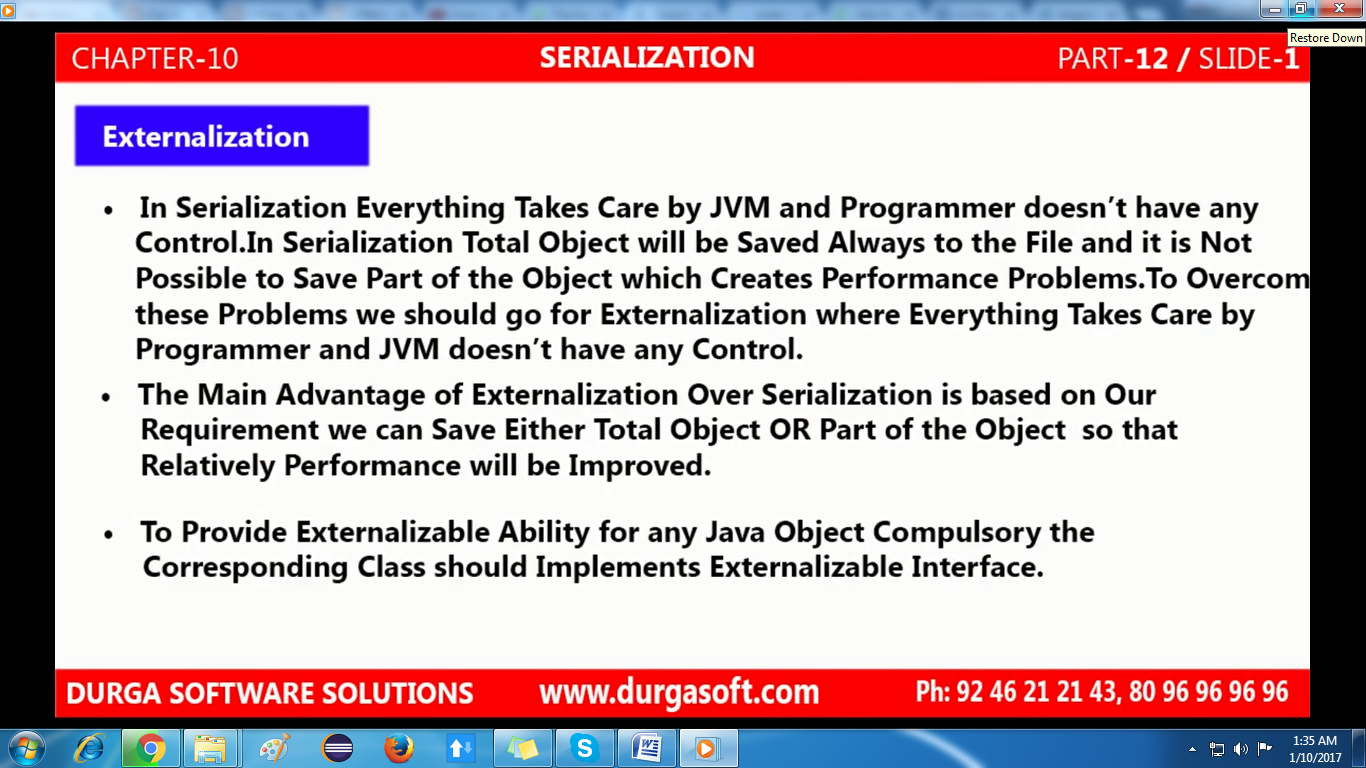 Restore Down
CHAPTER-10 SERIALIZATION PART-12 / SLIDE-1
Externalization
• In Serialization Everything Takes Care by JVM and Programmer doesn't have any
Control.In Serialization Total Object will be Saved Always to the File and it is Not
Possible to Save Part of the Object which Creates Performance Problems.To Overcom
these Problems we should go for Externalization where Everything Takes Care by
Programmer and JVM doesn't have any Control.
• The Main Advantage of Externalization Over Serialization is based on Our
Requirement we can Save Either Total Object OR Part of the Object so that
Relatively Performance will be Improved.
• To Provide Externalizable Ability for any Java Object Compulsory the
Corresponding Class should Implements Externalizable Interface.
DURGA SOFTWARE SOLUTIONS www.durgasoft.com Ph: 92 46 21 21 43, 80 96 96 96 96
1:35 AM
1/10/2017